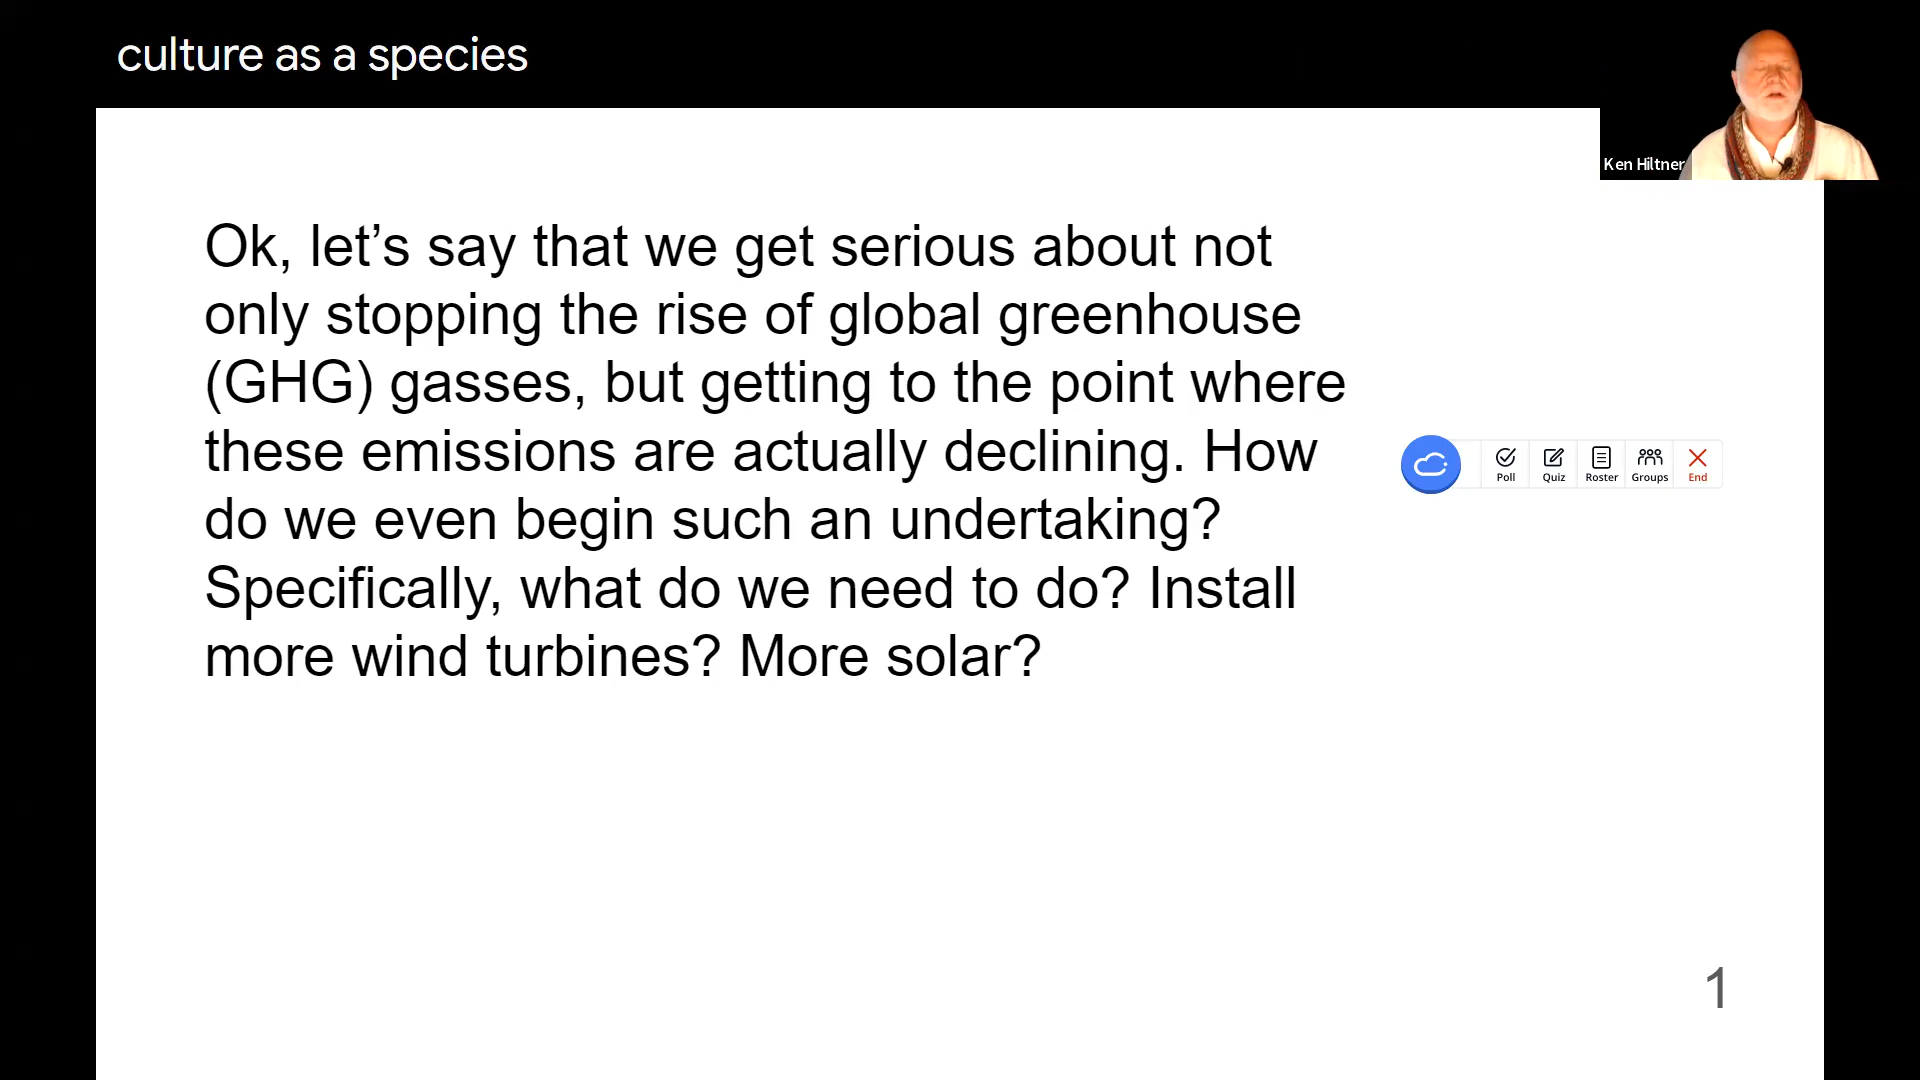 culture as a species
Ken Hiltner
Ok, let’s say that we get serious about not
only stopping the rise of global greenhouse
(GHG) gasses, but getting to the point where
these emissions are actually declining. How
do we even begin such an undertaking?
Specifically, what do we need to do? Install
more wind turbines? More solar?
Poll Quiz Roster Groups End
1